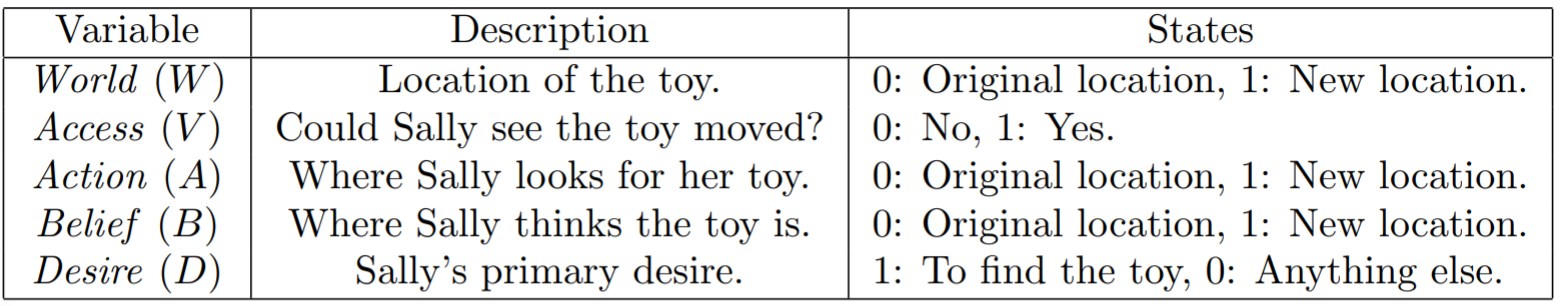 Variable Description States
World (W) Location of the toy. 0: Original location, 1: New location.
Access (V) Could Sally see the toy moved? 0: No, 1: Yes.
Action (A) Where Sally looks for her toy. 0: Original location, 1: New location.
Belief (B) Where Sally thinks the toy is. 0: Original location, 1: New location.
Desire (D) Sally's primary desire. 1: To find the toy, 0: Anything else.